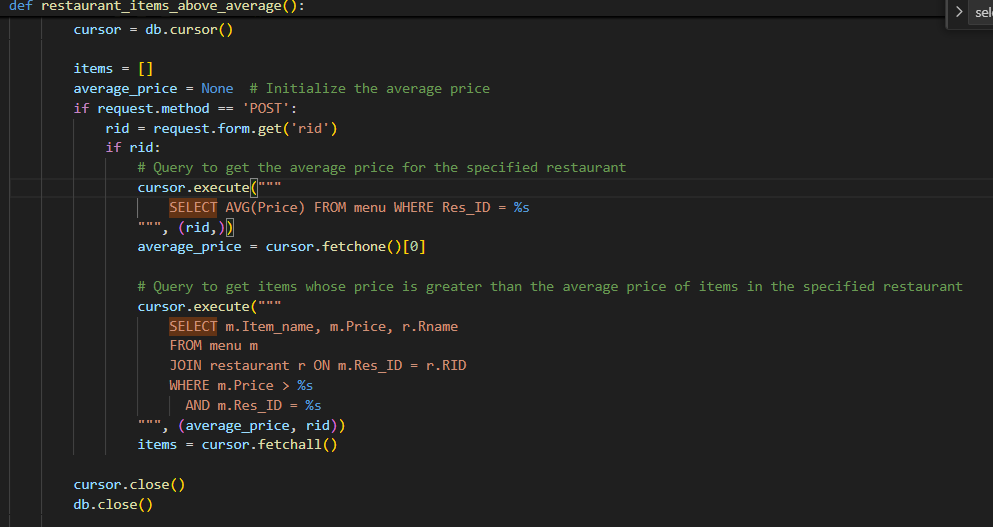 def restaurant_items_above_average():
cursor = db.cursor()
items = []
average_price = None  # Initialize the average price
if request.method == 'POST':
rid = request.form.get('rid')
if rid:
# Query to get the average price for the specified restaurant
cursor.execute("""
SELECT AVG(Price) FROM menu WHERE Res_ID = %s
""", (rid,))
average_price = cursor.fetchone()[0]
# Query to get items whose price is greater than the average price of items in the specified restaurant
cursor.execute("""
SELECT m.Item_name, m.Price, r.Rname
FROM menu m
JOIN restaurant r ON m.Res_ID = r.RID
WHERE m.Price > %s
AND m.Res_ID = %s
""", (average_price, rid))
items = cursor.fetchall()
cursor.close()
db.close()